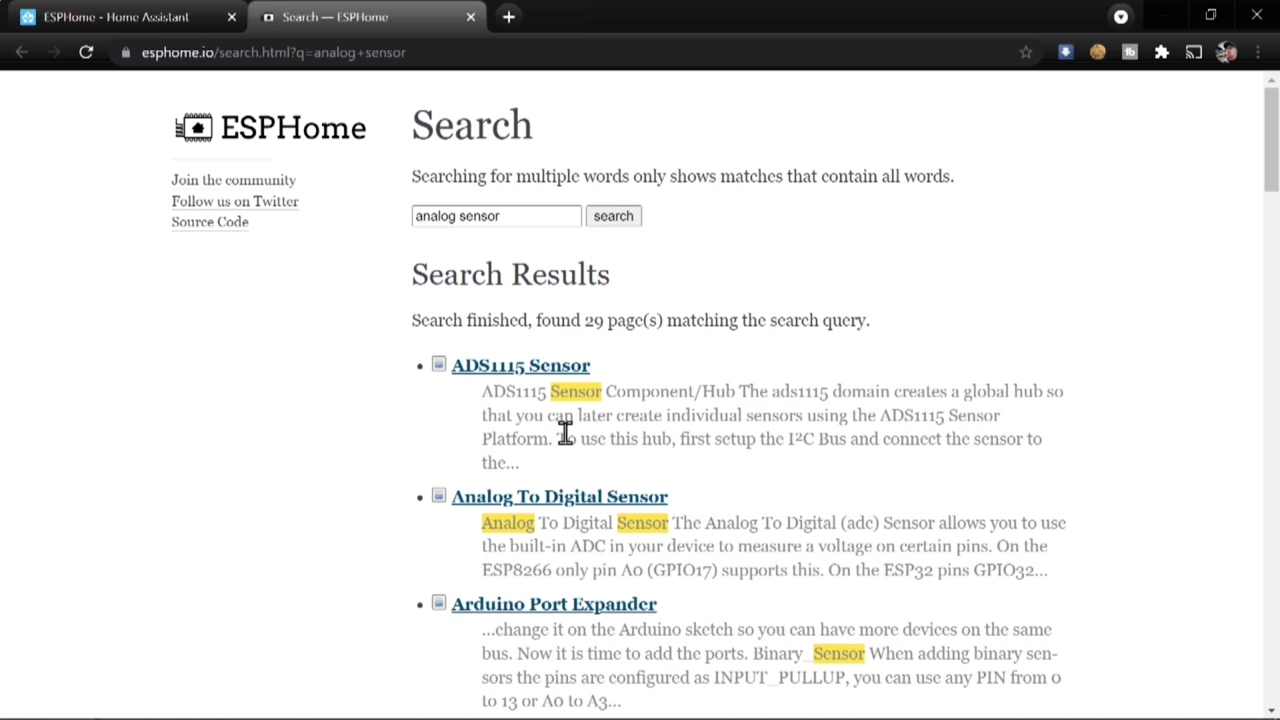 ESPHome - Home Assistant
Search — ESPHome
esphome.io/search.html?q=analog+sensor
ESPHome
Join the community
Follow us on Twitter
Source Code
Search
Searching for multiple words only shows matches that contain all words.
analog sensor
search
Search Results
Search finished, found 29 page(s) matching the search query.
ADS1115 Sensor
ADS1115 Sensor Component/Hub The ads1115 domain creates a global hub so
that you can later create individual sensors using the ADS1115 Sensor
Platform. To use this hub, first setup the I²C Bus and connect the sensor to
the...
Analog To Digital Sensor
Analog To Digital Sensor The Analog To Digital (adc) Sensor allows you to use
the built-in ADC in your device to measure a voltage on certain pins. On the
ESP8266 only pin A0 (GPIO17) supports this. On the ESP32 pins GPIO32...
Arduino Port Expander
...change it on the Arduino sketch so you can have more devices on the same
bus. Now it is time to add the ports. Binary_Sensor When adding binary sen-
sors the pins are configured as INPUT_PULLUP, you can use any PIN from 0
to 13 or A0 to A3...